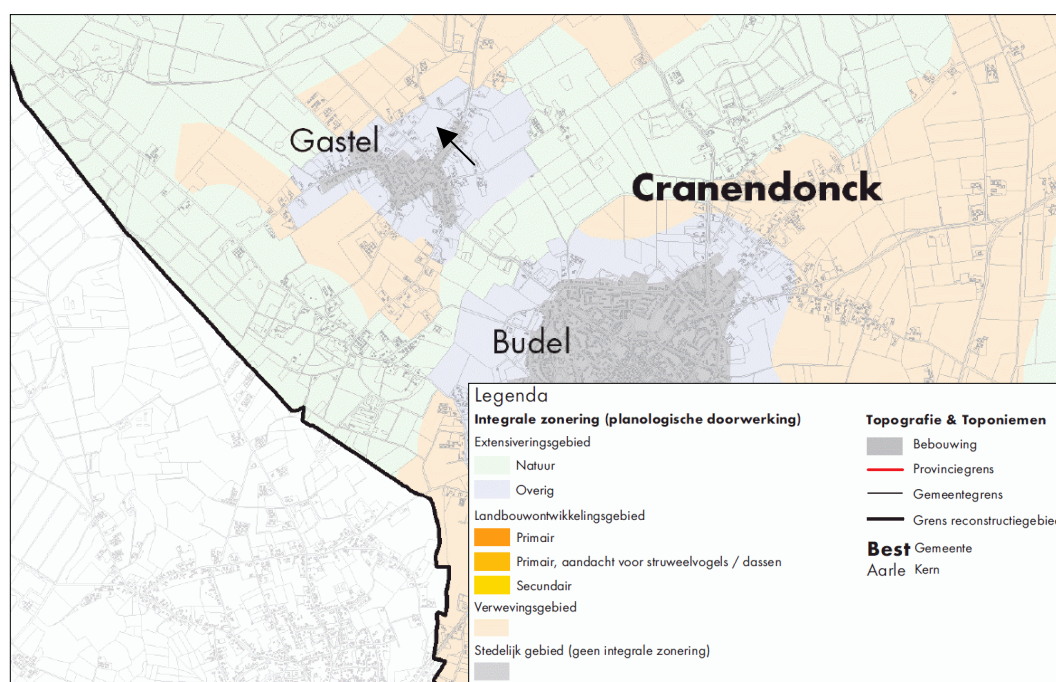 Gastel
Cranendonck
Budel
Legenda
Integrale zonering (planologische doorwerking)
Extensiveringsgebied
Natuur
Overig
Landbouwontwikkelingsgebied
Primair
Primair, aandacht voor struweelvogels / dassen
Secundair
Verwevingsgebied
Stedelijk gebied (geen integrale zonering)
Topografie & Toponiemen
Bebouwing
Provinciegrens
Gemeentegrens
Grens reconstructiegebied
Best Gemeente
Aarle Kern